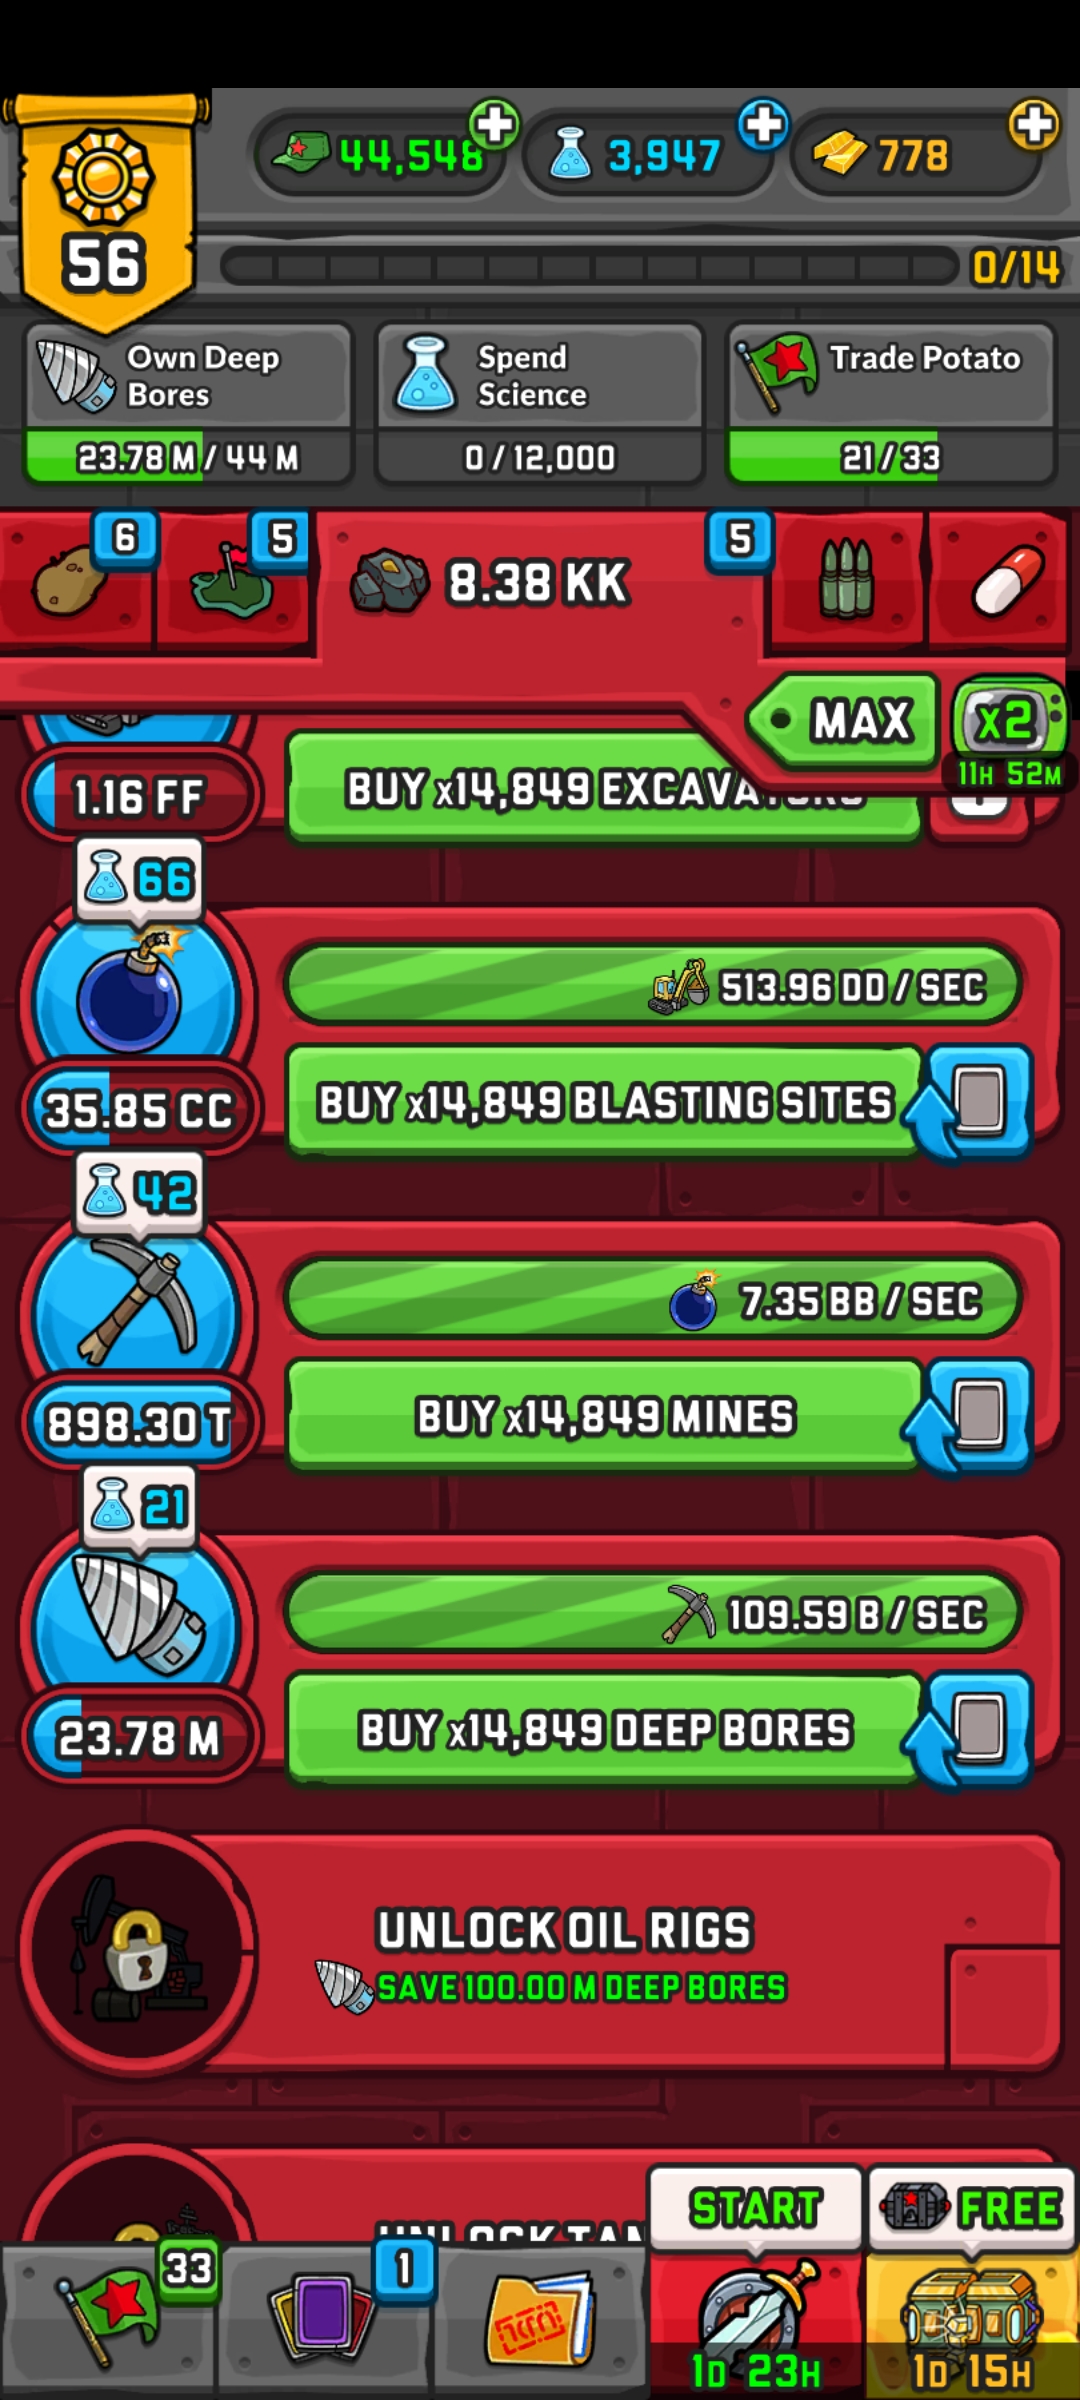 44,548
3,947
778
56
0/14
Own Deep
Bores
Spend
Science
Trade Potato
23.78 M / 44 M
0 / 12,000
21 / 33
6
5
8.38 KK
5
MAX
x2
11H 52M
1.16 FF
BUY x14,849
66
513.96 DD / SEC
35.85 CC
BUY x14,849 BLASTING SITES
42
7.35 BB / SEC
898.30 T
BUY x14,849 MINES
21
109.59 B / SEC
23.78 M
BUY x14,849 DEEP BORES
UNLOCK OIL RIGS
SAVE 100.00 M DEEP BORES
START
FREE
UNLOCK
33
1
1D 23H
1D 15H